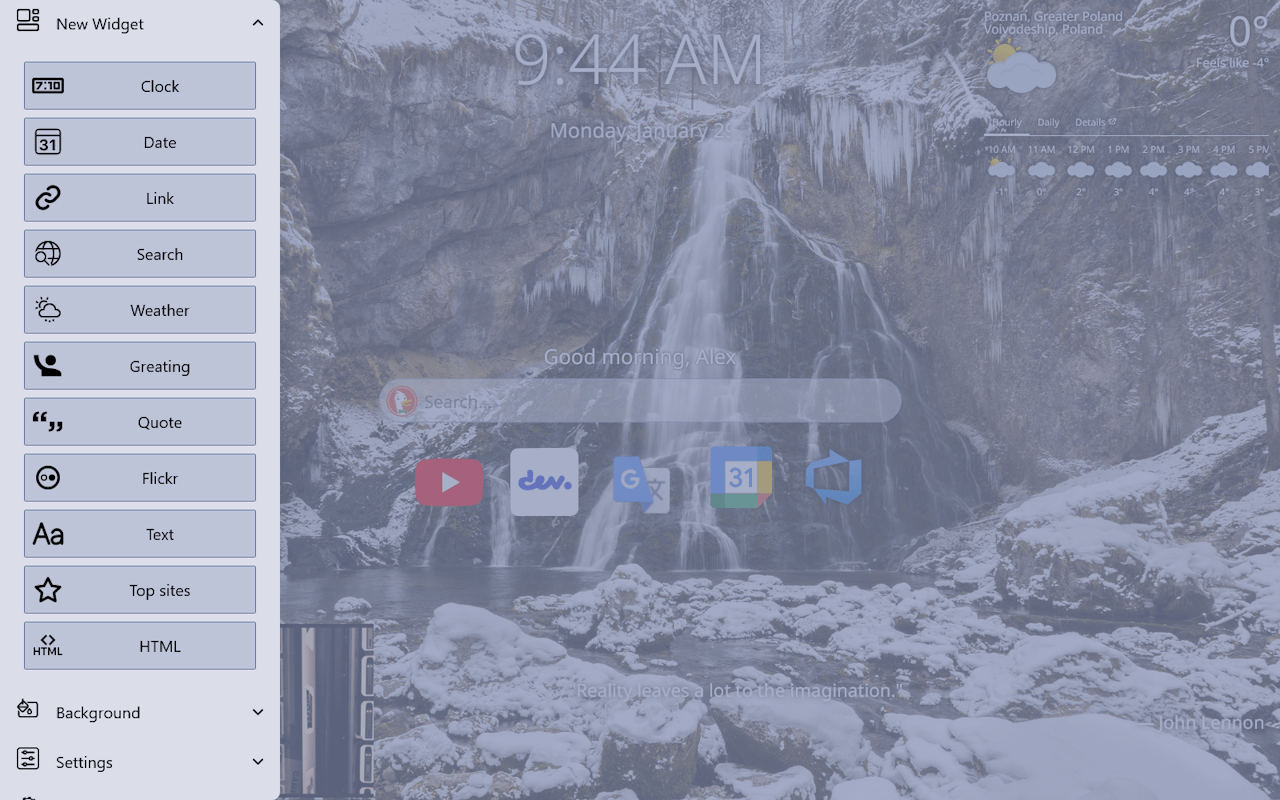 New Widget
7:10
Clock
31
Date
Link
Search
Weather
Greating
Quote
Flickr
Aa
Text
Top sites
<>
HTML
HTML
Background
Settings
9:44 AM
Monday, January 29
Poznań, Greater Poland
Voivodeship, Poland
0°
Feels like -4°
Hourly Daily Details
10 AM 11 AM 12 PM 1 PM 2 PM 3 PM 4 PM 5 PM
-1° 0° 2° 3° 4° 4° 4° 3°
Good morning, Alex
Search...
dev.
G
文
31
"Reality leaves a lot to the imagination."
— John Lennon